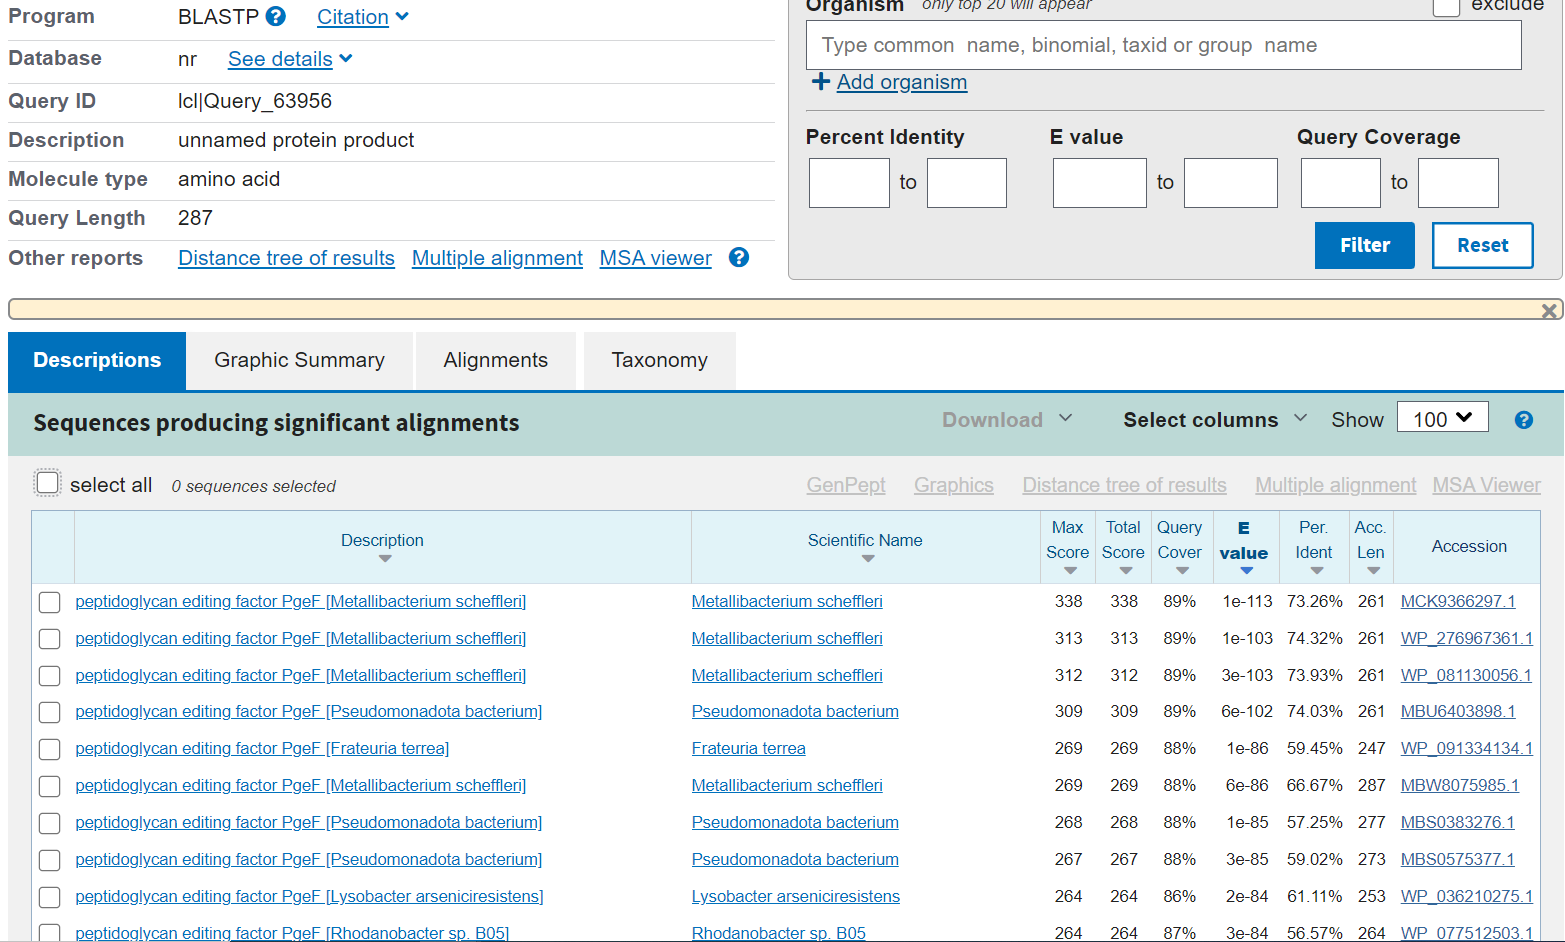 Program BLASTP Citation
Database nr See details
Query ID lcl|Query_63956
Description unnamed protein product
Molecule type amino acid
Query Length 287
Other reports Distance tree of results Multiple alignment MSA viewer
Organism only top 20 will appear exclude
Type common name, binomial, taxid or group name
Add organism
Percent Identity E value Query Coverage
to to to
Filter Reset
Descriptions Graphic Summary Alignments Taxonomy
Sequences producing significant alignments Download Select columns Show 100
select all 0 sequences selected GenPept Graphics Distance tree of results Multiple alignment MSA Viewer
Description Scientific Name Max Score Total Score Query Cover E value Per. Ident Acc. Len Accession
peptidoglycan editing factor PgeF [Metallibacterium scheffleri] Metallibacterium scheffleri 338 338 89% 1e-113 73.26% 261 MCK9366297.1
peptidoglycan editing factor PgeF [Metallibacterium scheffleri] Metallibacterium scheffleri 313 313 89% 1e-103 74.32% 261 WP_276967361.1
peptidoglycan editing factor PgeF [Metallibacterium scheffleri] Metallibacterium scheffleri 312 312 89% 3e-103 73.93% 261 WP_081130056.1
peptidoglycan editing factor PgeF [Pseudomonadota bacterium] Pseudomonadota bacterium 309 309 89% 6e-102 74.03% 261 MBU6403898.1
peptidoglycan editing factor PgeF [Frateuria terrea] Frateuria terrea 269 269 88% 1e-86 59.45% 247 WP_091334134.1
peptidoglycan editing factor PgeF [Metallibacterium scheffleri] Metallibacterium scheffleri 269 269 88% 6e-86 66.67% 287 MBW8075985.1
peptidoglycan editing factor PgeF [Pseudomonadota bacterium] Pseudomonadota bacterium 268 268 88% 1e-85 57.25% 277 MBS0383276.1
peptidoglycan editing factor PgeF [Pseudomonadota bacterium] Pseudomonadota bacterium 267 267 88% 3e-85 59.02% 273 MBS0575377.1
peptidoglycan editing factor PgeF [Lysobacter arseniciresistens] Lysobacter arseniciresistens 264 264 86% 2e-84 61.11% 253 WP_036210275.1
peptidoglycan editing factor PgeF [Rhodanobacter sp. B05] Rhodanobacter sp. B05 264 264 87% 3e-84 56.57% 264 WP_077512503.1